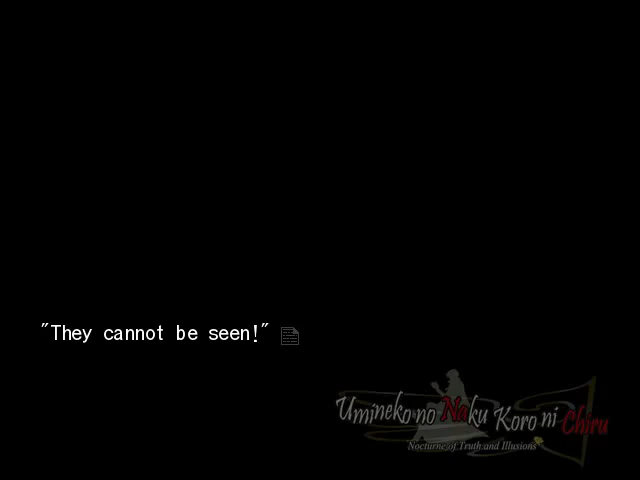 "They cannot be seen!"
Umineko no Naku Koro ni Chiru
Nocturne of Truth and Illusions